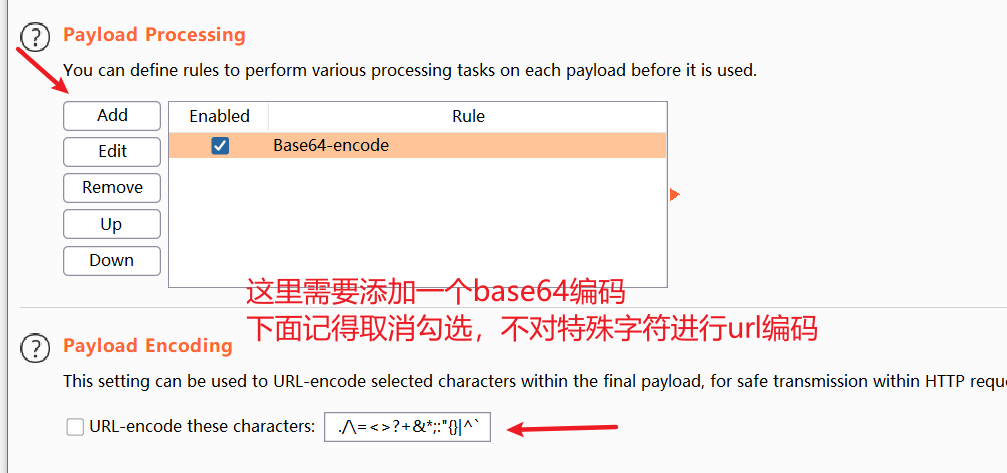 ?
Payload Processing
You can define rules to perform various processing tasks on each payload before it is used.
Add
Enabled Rule
Base64-encode
Edit
Remove
Up
Down
这里需要添加一个base64编码
下面记得取消勾选，不对特殊字符进行url编码
?
Payload Encoding
This setting can be used to URL-encode selected characters within the final payload, for safe transmission within HTTP requ
URL-encode these characters: ./\=<>?+&*;:"{}|^`